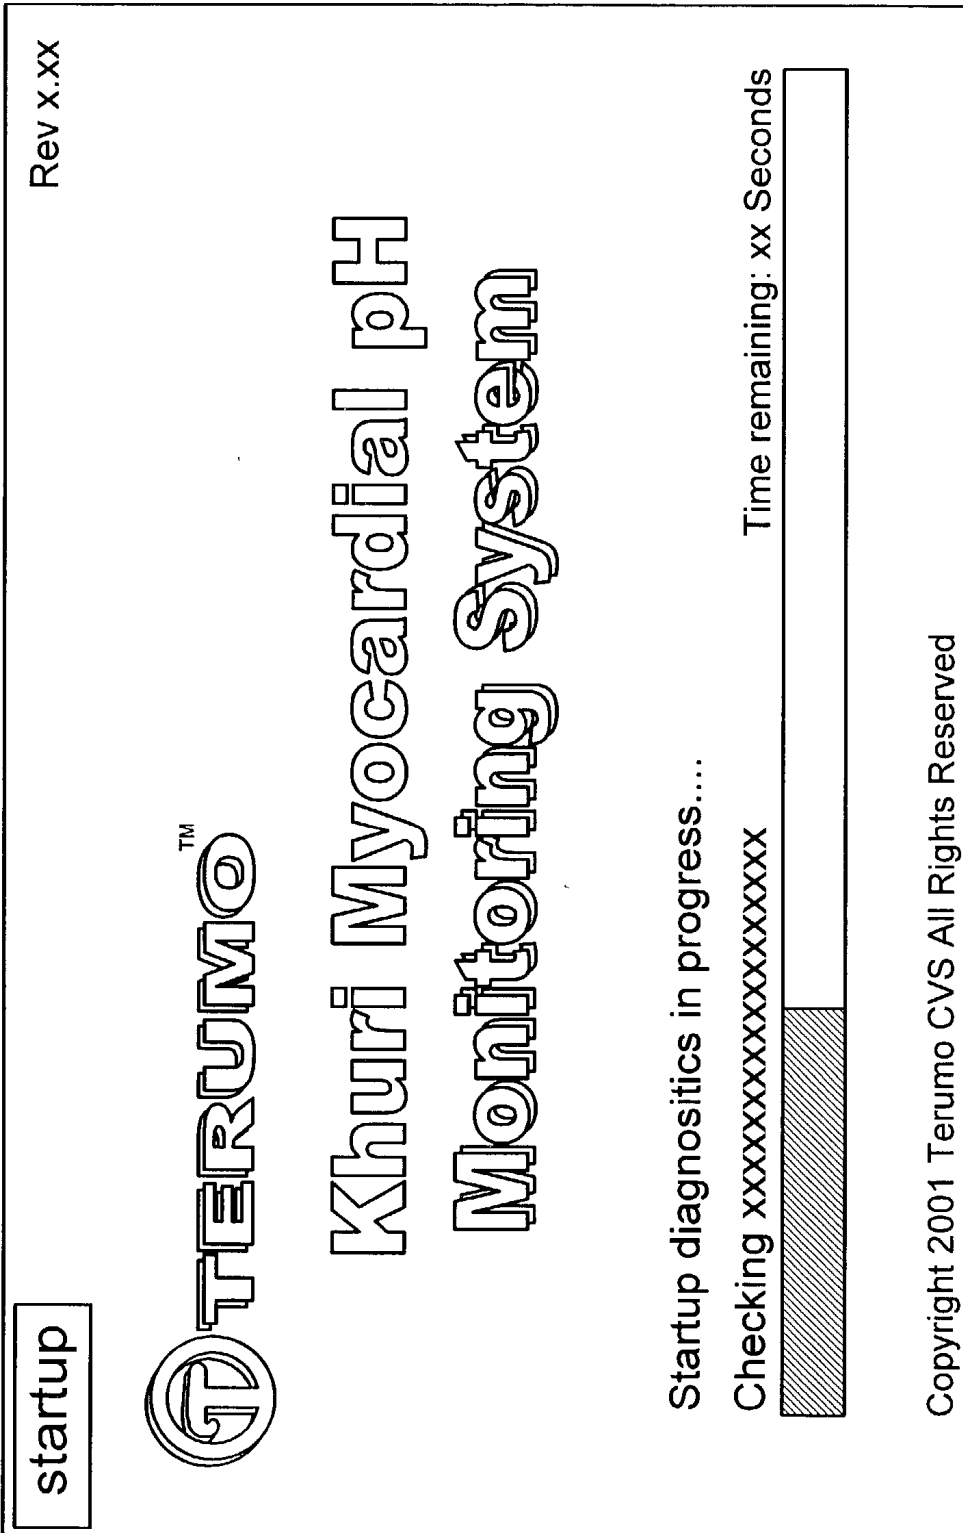 startup
Rev x.xx
TERUMO™
Khuri Myocardial pH
Monitoring System
Startup diagnositics in progress....
Checking xxxxxxxxxxxxxxxxxxxx
Time remaining: xx Seconds
Copyright 2001 Terumo CVS All Rights Reserved